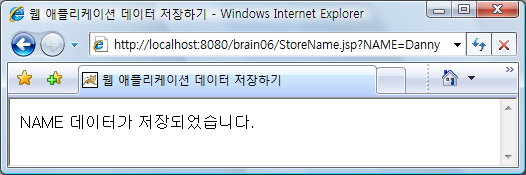 웹 애플리케이션 데이터 저장하기 - Windows Internet Explorer
http://localhost:8080/brain06/StoreName.jsp?NAME=Danny
웹 애플리케이션 데이터 저장하기
NAME 데이터가 저장되었습니다.